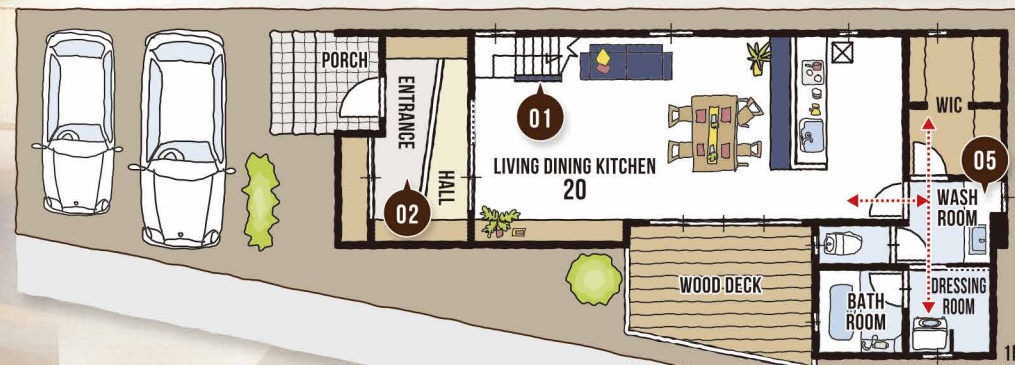 PORCH
ENTRANCE
HALL
01
02
LIVING DINING KITCHEN
20
WIC
05
WASH
ROOM
WOOD DECK
BATH
ROOM
DRESSING
ROOM